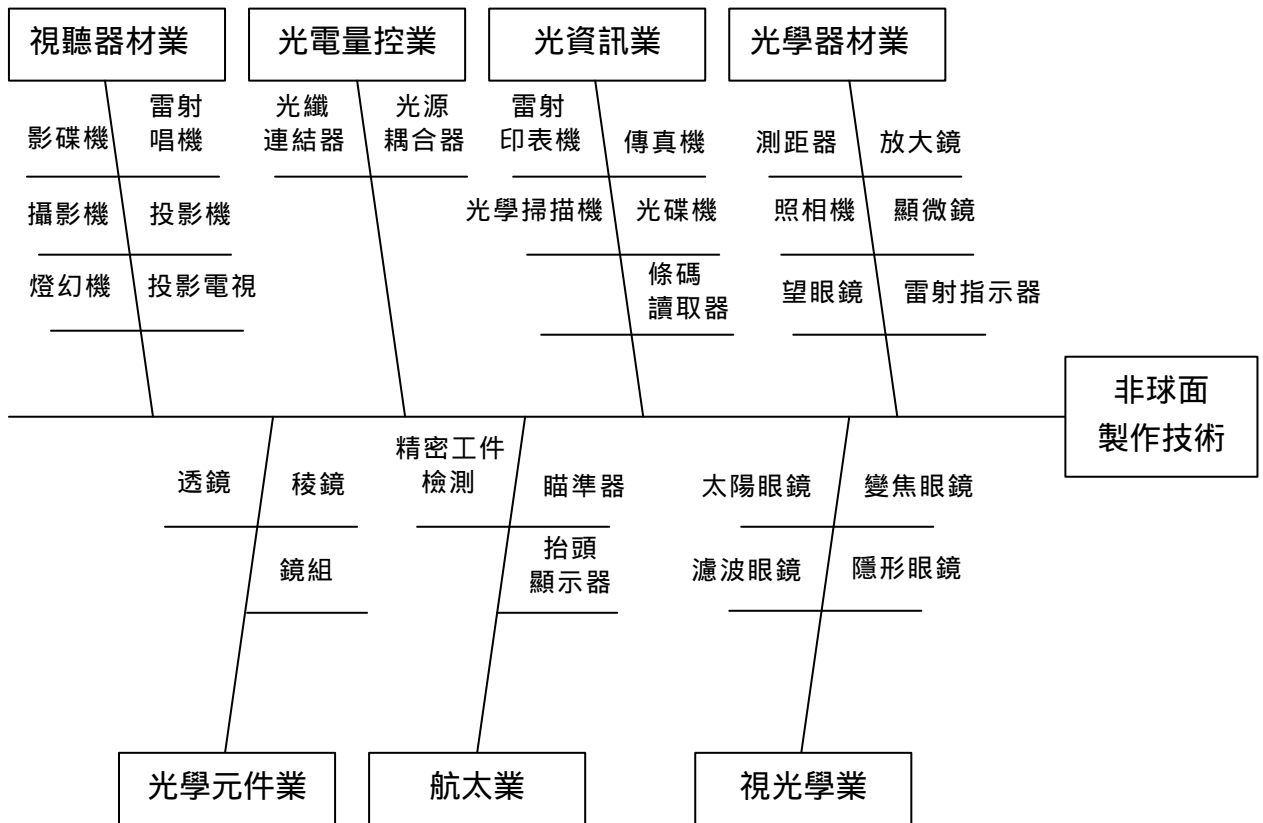 視聽器材業
光電量控業
光資訊業
光學器材業
影碟機
雷射
唱機
攝影機
投影機
燈幻機
投影電視
光纖
連結器
光源
耦合器
雷射
印表機
傳真機
光學掃描機
光碟機
條碼
讀取器
測距器
放大鏡
照相機
顯微鏡
望眼鏡
雷射指示器
非球面
製作技術
透鏡
稜鏡
鏡組
精密工件
檢測
瞄準器
抬頭
顯示器
太陽眼鏡
變焦眼鏡
濾波眼鏡
隱形眼鏡
光學元件業
航太業
視光學業